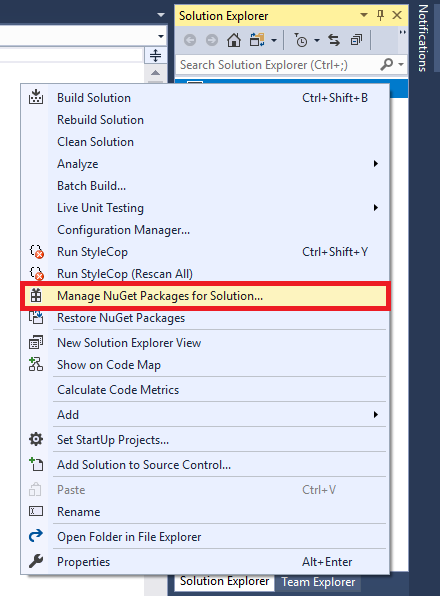 Solution Explorer
Search Solution Explorer (Ctrl+;)
Notifications
Build Solution Ctrl+Shift+B
Rebuild Solution
Clean Solution
Analyze
Batch Build...
Live Unit Testing
Configuration Manager...
Run StyleCop Ctrl+Shift+Y
Run StyleCop (Rescan All)
Manage NuGet Packages for Solution...
Restore NuGet Packages
New Solution Explorer View
Show on Code Map
Calculate Code Metrics
Add
Set StartUp Projects...
Add Solution to Source Control...
Paste Ctrl+V
Rename
Open Folder in File Explorer
Properties Alt+Enter
Solution Explorer Team Explorer